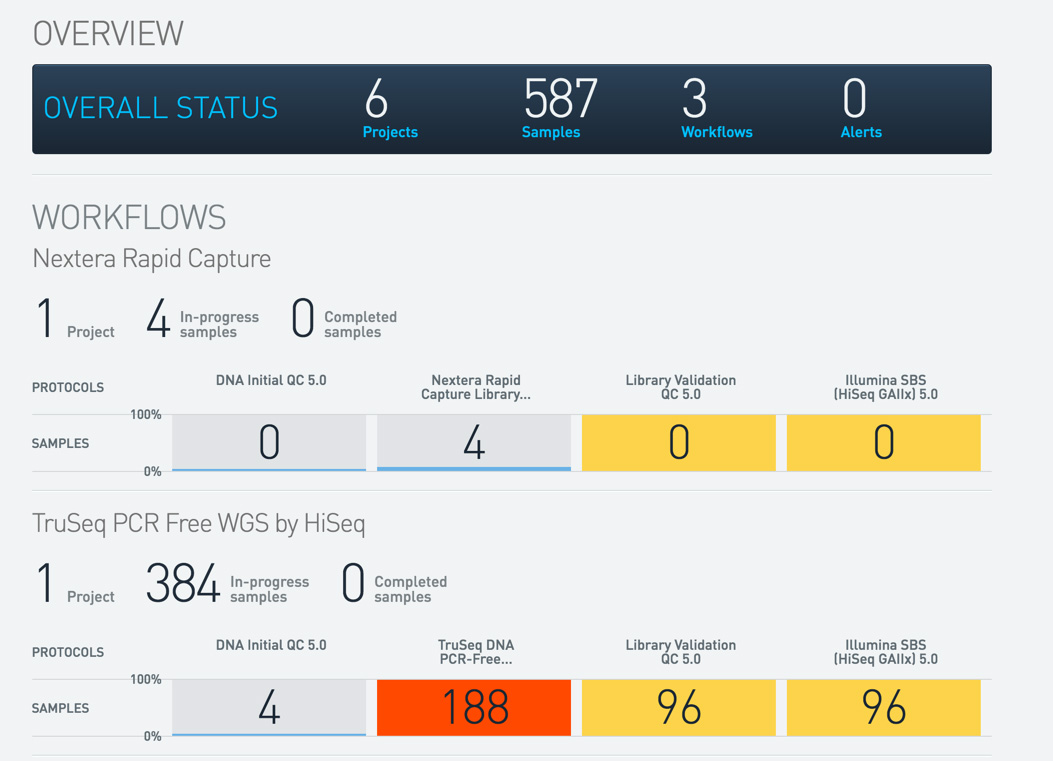 OVERVIEW
OVERALL STATUS
6
Projects
587
Samples
3
Workflows
0
Alerts
WORKFLOWS
Nextera Rapid Capture
1 Project
4 In-progress
samples
0 Completed
samples
PROTOCOLS
DNA Initial QC 5.0
Nextera Rapid
Capture Library...
Library Validation
QC 5.0
Illumina SBS
(HiSeq GAIIx) 5.0
100%
SAMPLES
0
4
0
0
0%
TruSeq PCR Free WGS by HiSeq
1 Project
384 In-progress
samples
0 Completed
samples
PROTOCOLS
DNA Initial QC 5.0
TruSeq DNA
PCR-Free...
Library Validation
QC 5.0
Illumina SBS
(HiSeq GAIIx) 5.0
100%
SAMPLES
4
188
96
96
0%